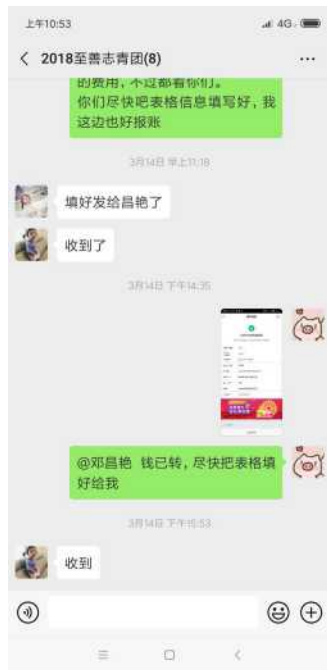 上午10:53
4G
2018至善志青团(8)
的费用，不过都看你们。
你们尽快吧表格信息填写好，我
这边也好报账
3月14日 早上11:18
填好发给昌艳了
收到了
3月14日 下午14:35
@邓昌艳 钱已转，尽快把表格填
好给我
3月14日 下午15:53
收到